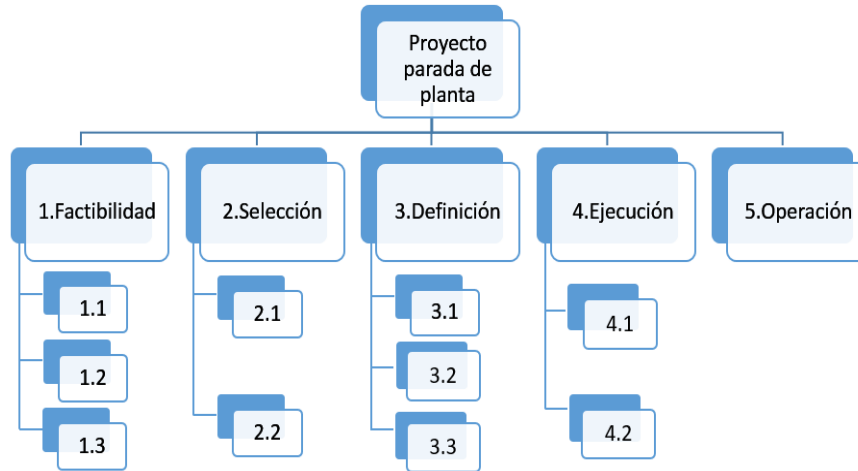 Proyecto
parada de
planta
1.Factibilidad
2.Selección
3.Definición
4.Ejecución
5.Operación
1.1
1.2
1.3
2.1
2.2
3.1
3.2
3.3
4.1
4.2